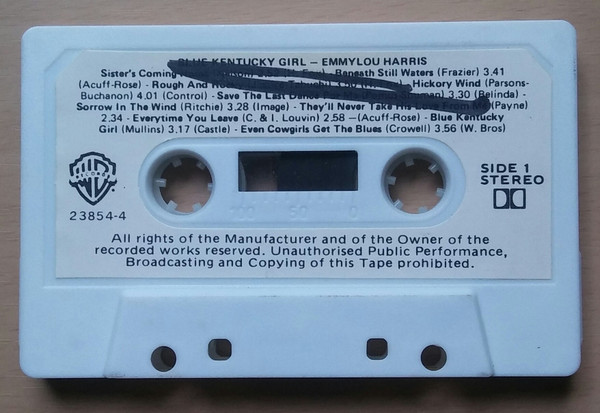 BLUE KENTUCKY GIRL – EMMYLOU HARRIS
Sister's Coming Beneath Still Waters (Frazier) 3.41
(Acuff-Rose) - Rough And Hickory Wind (Parsons-
Buchanon) 4.01 (Control) - Save The Last Dance For Me 3.30 (Belinda) -
Sorrow In The Wind (Ritchie) 3.28 (Image) - They'll Never Take His Love From Me (Payne)
2.34 - Everytime You Leave (C. & I. Louvin) 2.58 —(Acuff-Rose) - Blue Kentucky
Girl (Mullins) 3.17 (Castle) - Even Cowgirls Get The Blues (Crowell) 3.56 (W. Bros)
RECORDS
23854-4
SIDE 1
STEREO
100 50 0
All rights of the Manufacturer and of the Owner of the
recorded works reserved. Unauthorised Public Performance,
Broadcasting and Copying of this Tape prohibited.